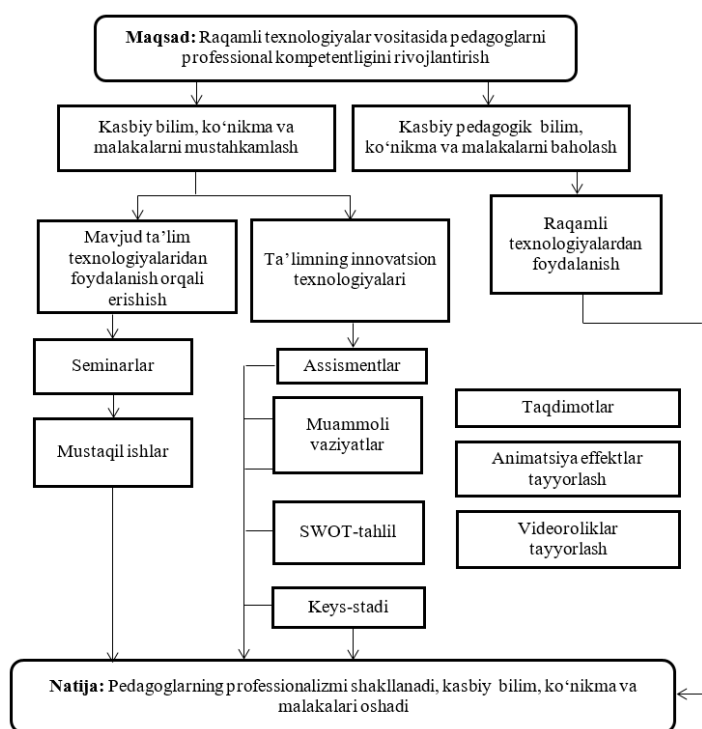 Maqsad: Raqamli texnologiyalar vositasida pedagoglarni
professional kompetentligini rivojlantirish
Kasbiy bilim, ko‘nikma va
malakalarni mustahkamlash
Kasbiy pedagogik bilim,
ko‘nikma va malakalarni baholash
Mavjud ta’lim
texnologiyalaridan
foydalanish orqali
erishish
Ta’limning innovatsion
texnologiyalari
Raqamli
texnologiyalardan
foydalanish
Seminarlar
Assismentlar
Mustaqil ishlar
Muammoli
vaziyatlar
SWOT-tahlil
Keys-stadi
Taqdimotlar
Animatsiya effektlar
tayyorlash
Videoroliklar
tayyorlash
Natija: Pedagoglarning professionalizmi shakllanadi, kasbiy bilim, ko‘nikma va
malakalari oshadi